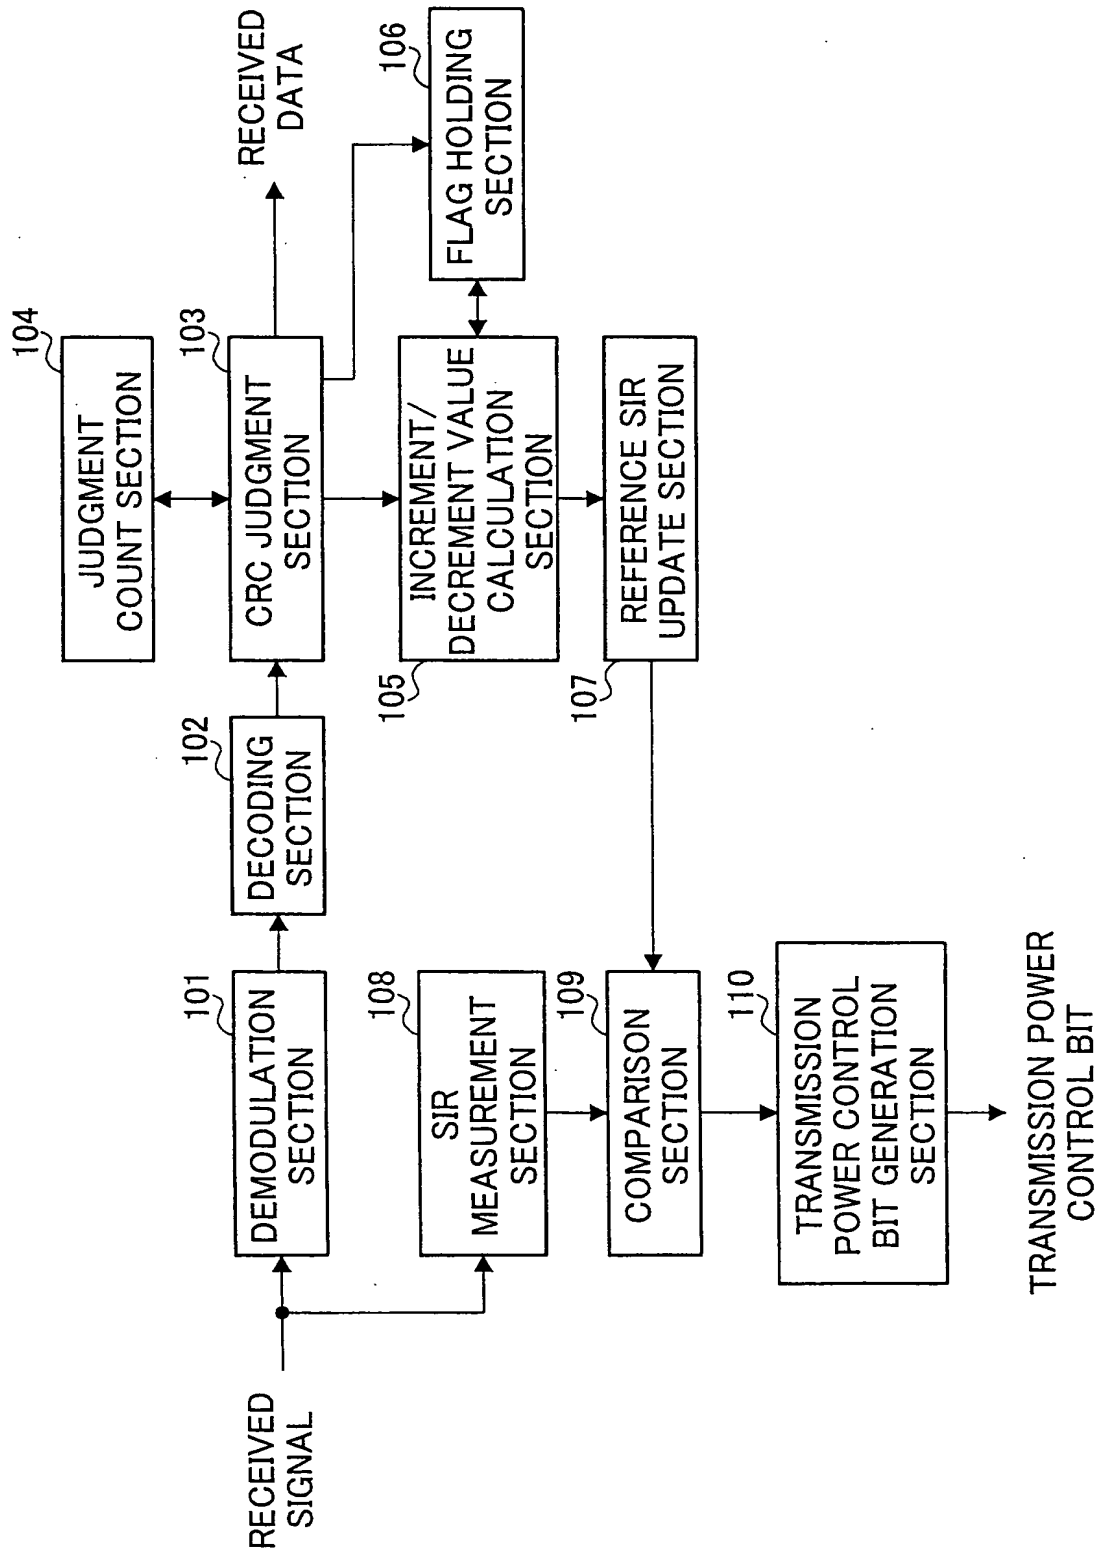 RECEIVED
SIGNAL
101
DEMODULATION
SECTION
102
DECODING
SECTION
103
CRC JUDGMENT
SECTION
104
JUDGMENT
COUNT SECTION
RECEIVED
DATA
105
INCREMENT/
DECREMENT VALUE
CALCULATION
SECTION
106
FLAG HOLDING
SECTION
107
REFERENCE SIR
UPDATE SECTION
108
SIR
MEASUREMENT
SECTION
109
COMPARISON
SECTION
110
TRANSMISSION
POWER CONTROL
BIT GENERATION
SECTION
TRANSMISSION POWER
CONTROL BIT